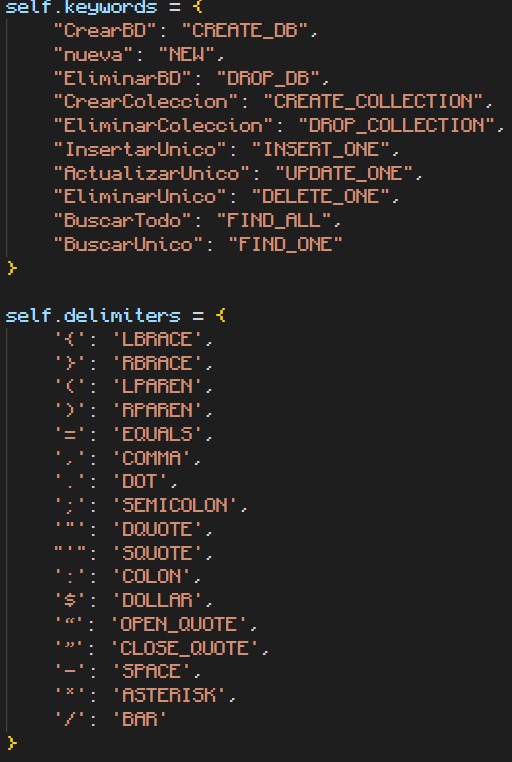 self.keywords = {
"CrearBD": "CREATE_DB",
"nueva": "NEW",
"EliminarBD": "DROP_DB",
"CrearColeccion": "CREATE_COLLECTION",
"EliminarColeccion": "DROP_COLLECTION",
"InsertarUnico": "INSERT_ONE",
"ActualizarUnico": "UPDATE_ONE",
"EliminarUnico": "DELETE_ONE",
"BuscarTodo": "FIND_ALL",
"BuscarUnico": "FIND_ONE"
}
self.delimiters = {
'{': 'LBRACE',
'}': 'RBRACE',
'(': 'LPAREN',
')': 'RPAREN',
'=': 'EQUALS',
',': 'COMMA',
'.': 'DOT',
';': 'SEMICOLON',
'"': 'DQUOTE',
"'": 'SQUOTE',
':': 'COLON',
'$': 'DOLLAR',
'“': 'OPEN_QUOTE',
'”': 'CLOSE_QUOTE',
'-': 'SPACE',
'*': 'ASTERISK',
'/': 'BAR'
}